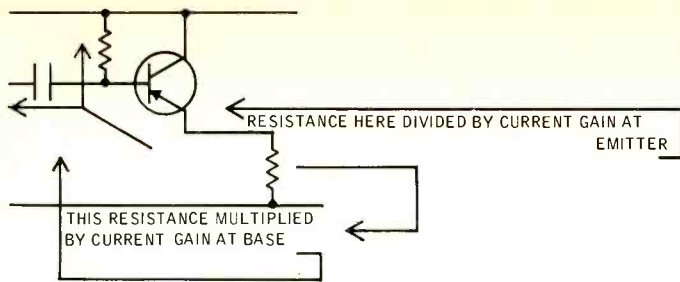 RESISTANCE HERE DIVIDED BY CURRENT GAIN AT
EMITTER
THIS RESISTANCE MULTIPLIED
BY CURRENT GAIN AT BASE